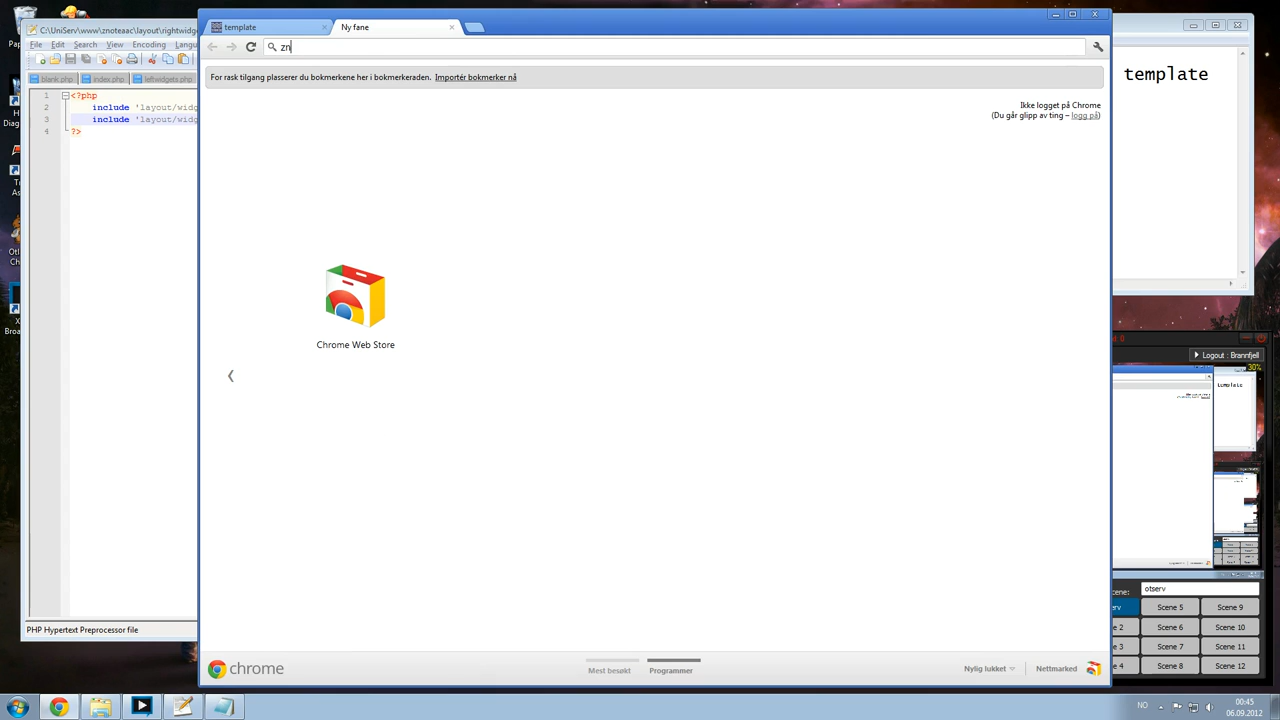 C:\UniServ\www\znoteaac\layout\rightwidge
File Edit Search View Encoding Langu
blank.php index.php leftwidgets.php
1 <?php
2 include 'layout/widg
3 include 'layout/widg
4 ?>
PHP Hypertext Preprocessor file
template Ny fane
zn
For rask tilgang plasserer du bokmerkene her i bokmerkeraden. Importér bokmerker nå
Ikke logget på Chrome
(Du går glipp av ting – logg på)
Chrome Web Store
chrome
Mest besøkt Programmer
Nylig lukket Nettmarked
template
Logout : Brannfjell
30%
template
otserv
Scene 5 Scene 9
Scene 6 Scene 10
Scene 7 Scene 11
Scene 8 Scene 12
NO 00:45
06.09.2012